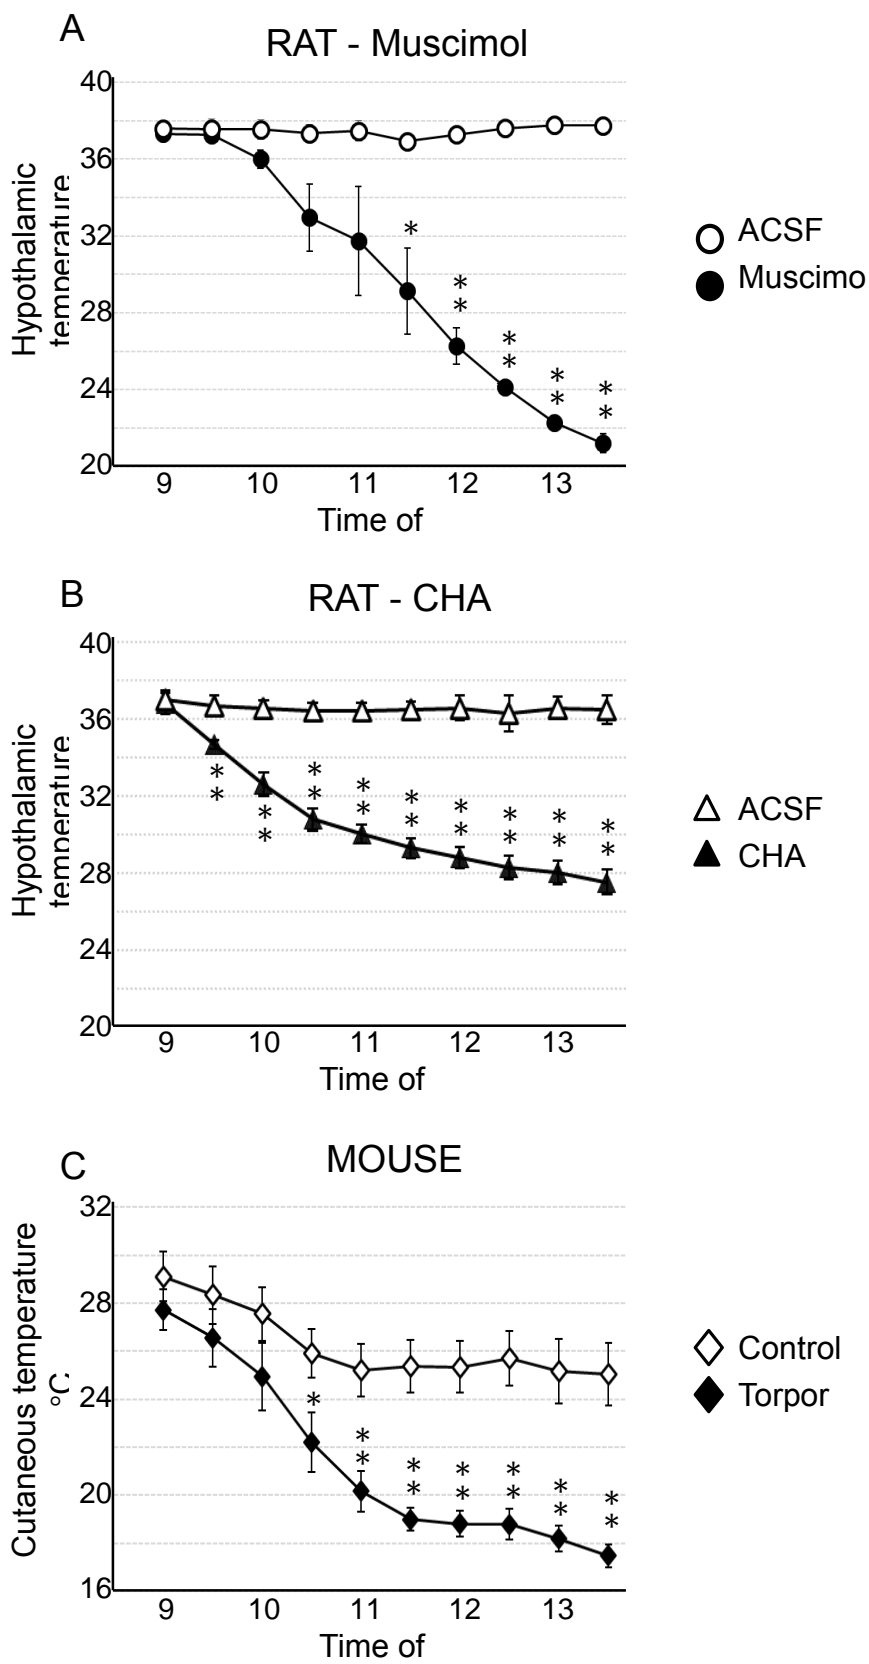 A
RAT - Muscimol
40
36
32
28
24
20
Hypothalamic
temperature
*
* *
* *
* *
* *
9 10 11 12 13
Time of
ACSF
Muscimo
B
RAT - CHA
40
36
32
28
24
20
Hypothalamic
temperature
* *
* *
* *
* *
* *
* *
* *
* *
* *
9 10 11 12 13
Time of
ACSF
CHA
C
MOUSE
32
28
24
20
16
Cutaneous temperature
°C
*
* *
* *
* *
* *
* *
* *
9 10 11 12 13
Time of
Control
Torpor